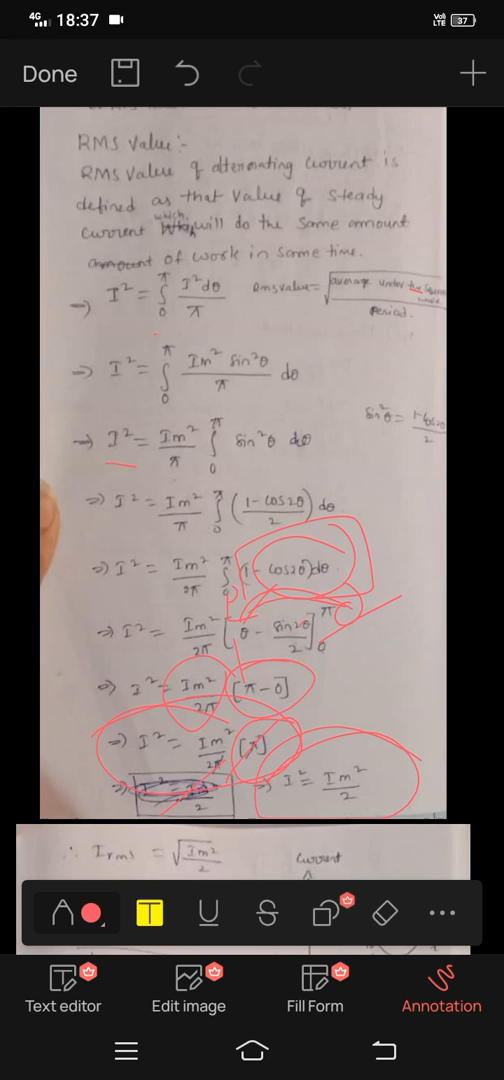 4G 18:37 Vo) LTE 37
Done
RMS Value :-
RMS Value of alternating current is
defined as that Value of steady
current which will do the same amount
of work in same time.
⇒ I² = ∫₀^π I²dθ/π Rms value = √average under the
period.
⇒ I² = ∫₀^π Im² sin²θ/π dθ
sin²θ = 1-cos2θ/2
⇒ I² = Im²/π ∫₀^π sin²θ dθ
⇒ I² = Im²/π ∫₀^π (1-cos2θ/2) dθ
⇒ I² = Im²/2π ∫₀^π (1-cos2θ)dθ
⇒ I² = Im²/2π [θ - sin2θ/2]₀^π
⇒ I² = Im²/2π [π-0]
⇒ I² = Im²/2π [π]
⇒ I² = Im²/2
∴ Irms = √Im²/2 Current
T U S
Text editor Edit image Fill Form Annotation